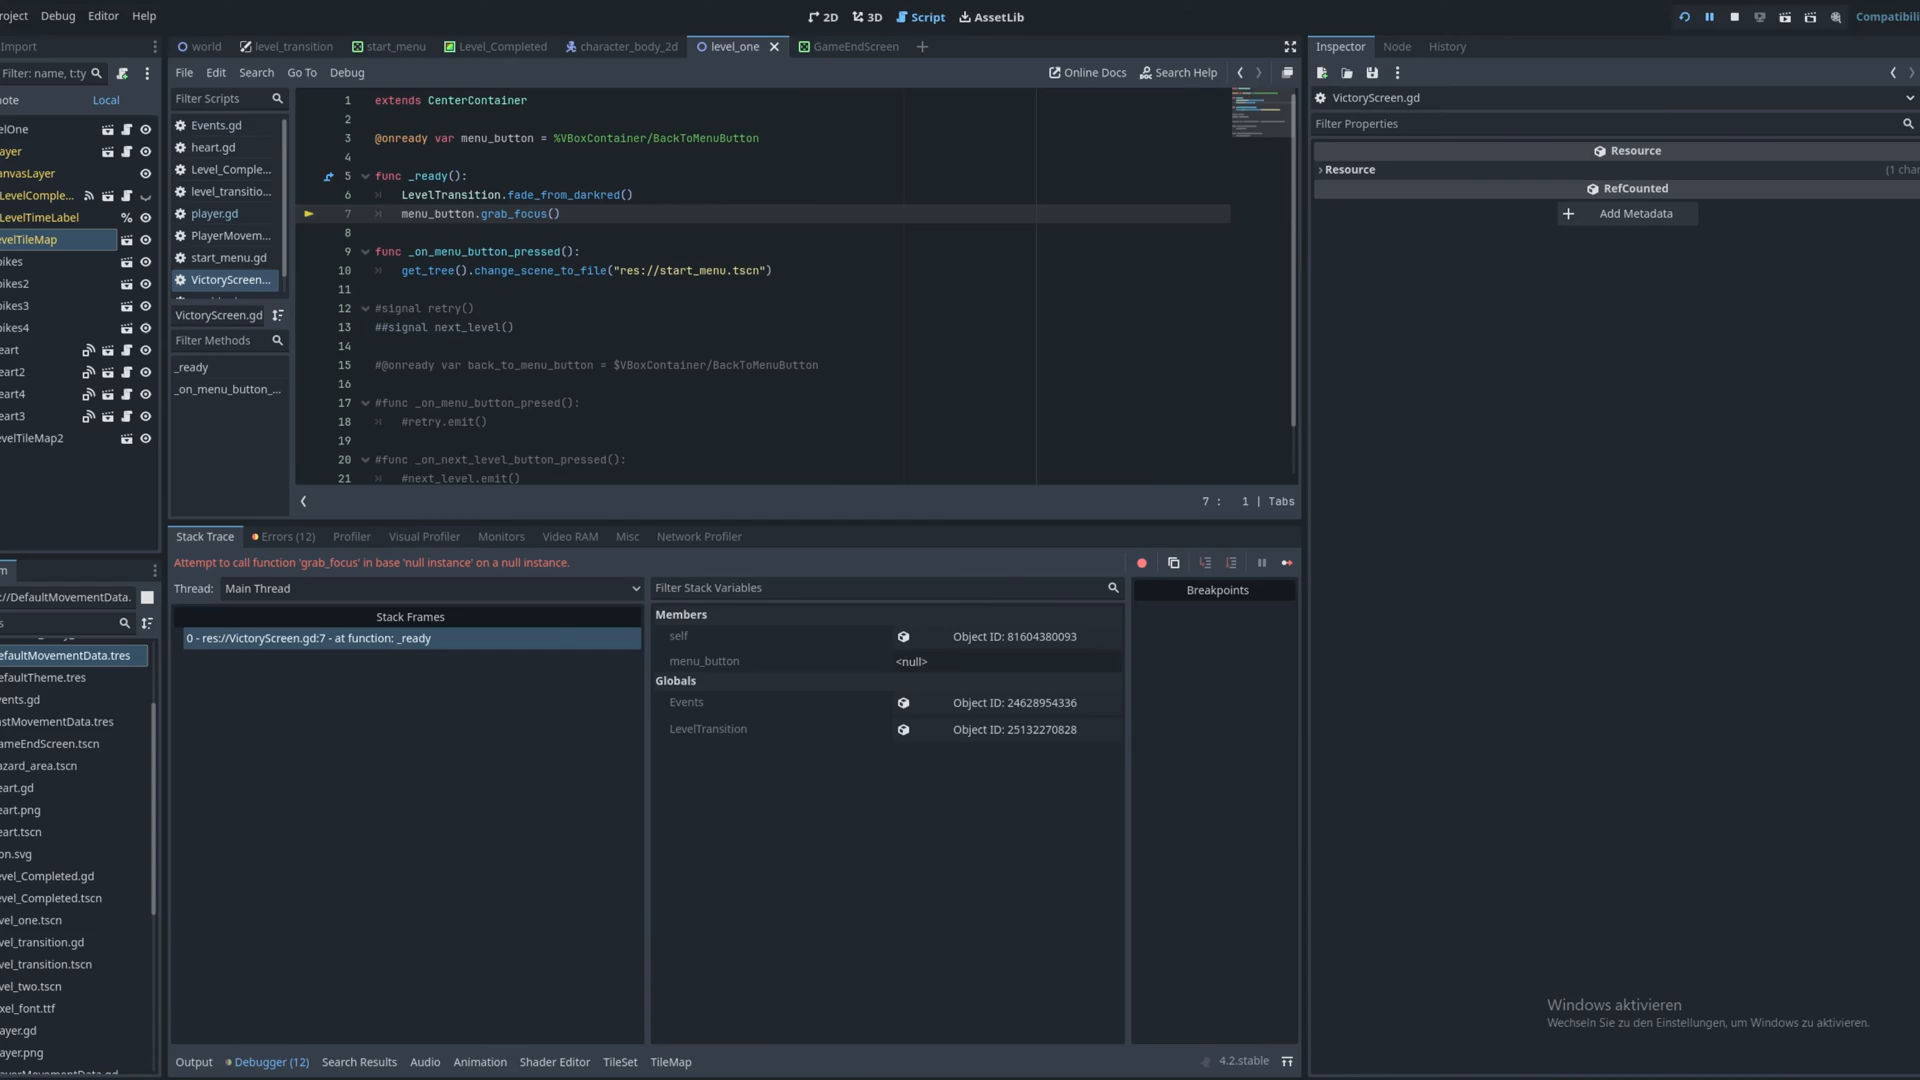 roject Debug Editor Help
2D 3D Script AssetLib
Compatibili
Import
world level_transition start_menu Level_Completed character_body_2d level_one GameEndScreen
Inspector Node History
Filter: name, t:ty
File Edit Search Go To Debug
Online Docs Search Help
ote Local
Filter Scripts
VictoryScreen.gd
Filter Properties
Resource
Resource (1 chan
RefCounted
Add Metadata
elOne
ayer
anvasLayer
LevelComple...
LevelTimeLabel
evelTileMap
pikes
pikes2
pikes3
pikes4
eart
eart2
eart4
eart3
evelTileMap2
Events.gd
heart.gd
Level_Comple...
level_transitio...
player.gd
PlayerMovem...
start_menu.gd
VictoryScreen...
VictoryScreen.gd
Filter Methods
_ready
_on_menu_button_...
1 extends CenterContainer
2
3 @onready var menu_button = %VBoxContainer/BackToMenuButton
4
5 func _ready():
6 LevelTransition.fade_from_darkred()
7 menu_button.grab_focus()
8
9 func _on_menu_button_pressed():
10 get_tree().change_scene_to_file("res://start_menu.tscn")
11
12 #signal retry()
13 ##signal next_level()
14
15 #@onready var back_to_menu_button = $VBoxContainer/BackToMenuButton
16
17 #func _on_menu_button_presed():
18 #retry.emit()
19
20 #func _on_next_level_button_pressed():
21 #next_level.emit()
7 : 1 | Tabs
Stack Trace Errors (12) Profiler Visual Profiler Monitors Video RAM Misc Network Profiler
Attempt to call function 'grab_focus' in base 'null instance' on a null instance.
Thread: Main Thread
Filter Stack Variables
Breakpoints
Stack Frames
0 - res://VictoryScreen.gd:7 - at function: _ready
Members
self Object ID: 81604380093
menu_button <null>
Globals
Events Object ID: 24628954336
LevelTransition Object ID: 25132270828
m
://DefaultMovementData.
s
efaultMovementData.tres
efaultTheme.tres
vents.gd
astMovementData.tres
ameEndScreen.tscn
azard_area.tscn
eart.gd
eart.png
eart.tscn
on.svg
evel_Completed.gd
evel_Completed.tscn
vel_one.tscn
vel_transition.gd
vel_transition.tscn
vel_two.tscn
xel_font.ttf
ayer.gd
ayer.png
ayerMovementData.gd
Windows aktivieren
Wechseln Sie zu den Einstellungen, um Windows zu aktivieren.
Output Debugger (12) Search Results Audio Animation Shader Editor TileSet TileMap
4.2.stable